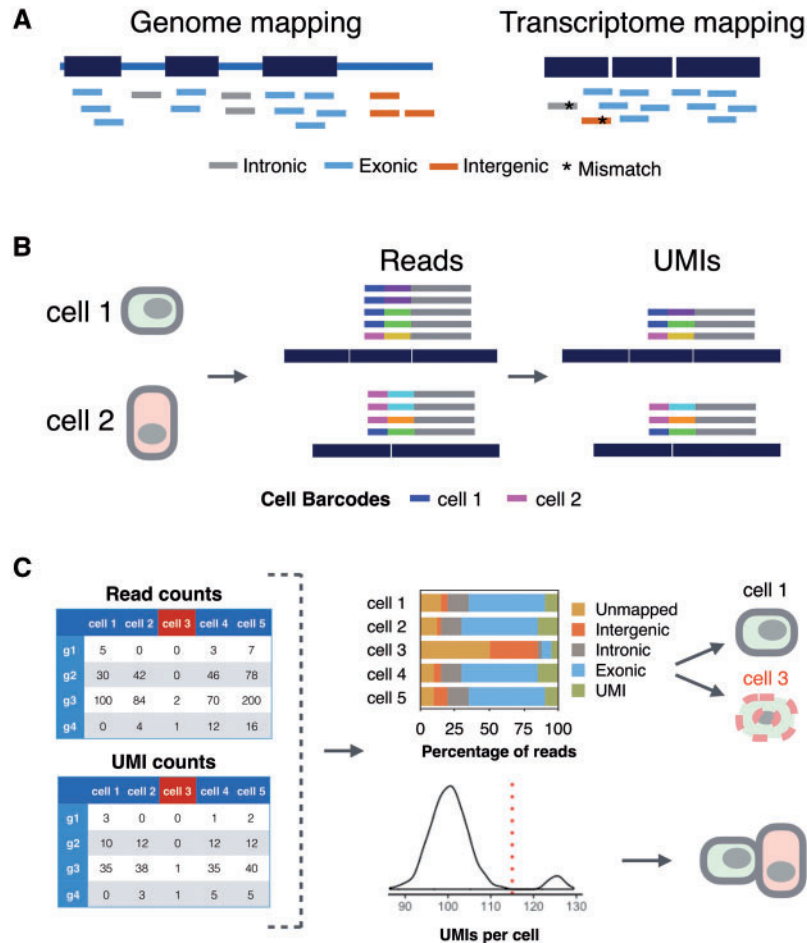 A
Genome mapping
Transcriptome mapping
Intronic Exonic Intergenic * Mismatch
B
Reads UMIs
cell 1
cell 2
Cell Barcodes cell 1 cell 2
C
Read counts
cell 1 cell 2 cell 3 cell 4 cell 5
g1 5 0 0 3 7
g2 30 42 0 46 78
g3 100 84 2 70 200
g4 0 4 1 12 16
UMI counts
cell 1 cell 2 cell 3 cell 4 cell 5
g1 3 0 0 1 2
g2 10 12 0 12 12
g3 35 38 1 35 40
g4 0 3 1 5 5
cell 1
cell 2
cell 3
cell 4
cell 5
0 25 50 75 100
Percentage of reads
Unmapped
Intergenic
Intronic
Exonic
UMI
cell 1
cell 3
90 100 110 120 130
UMIs per cell